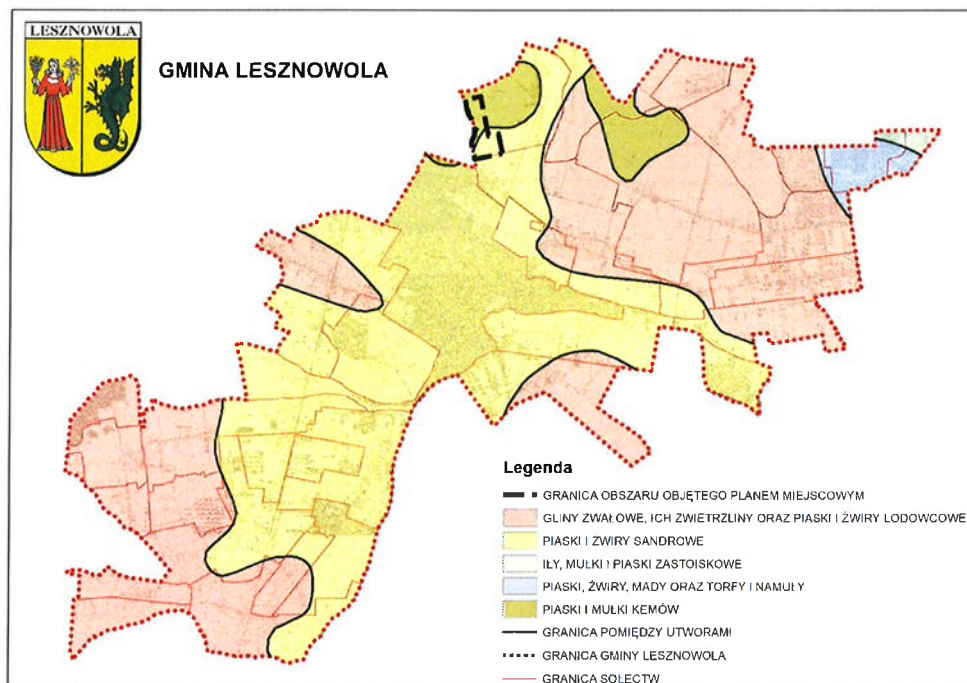 LESZNOWOLA
GMINA LESZNOWOLA
Legenda
GRANICA OBSZARU OBJĘTEGO PLANEM MIEJSCOWYM
GLINY ZWAŁOWE, ICH ZWIETRZLINY ORAZ PIASKI I ŻWIRY LODOWCOWE
PIASKI I ŻWIRY SANDROWE
IŁY, MUŁKI I PIASKI ZASTOISKOWE
PIASKI, ŻWIRY, MADY ORAZ TORFY I NAMUŁY
PIASKI I MUŁKI KEMÓW
GRANICA POMIĘDZY UTWORAMI
GRANICA GMINY LESZNOWOLA
GRANICA SOŁECTW